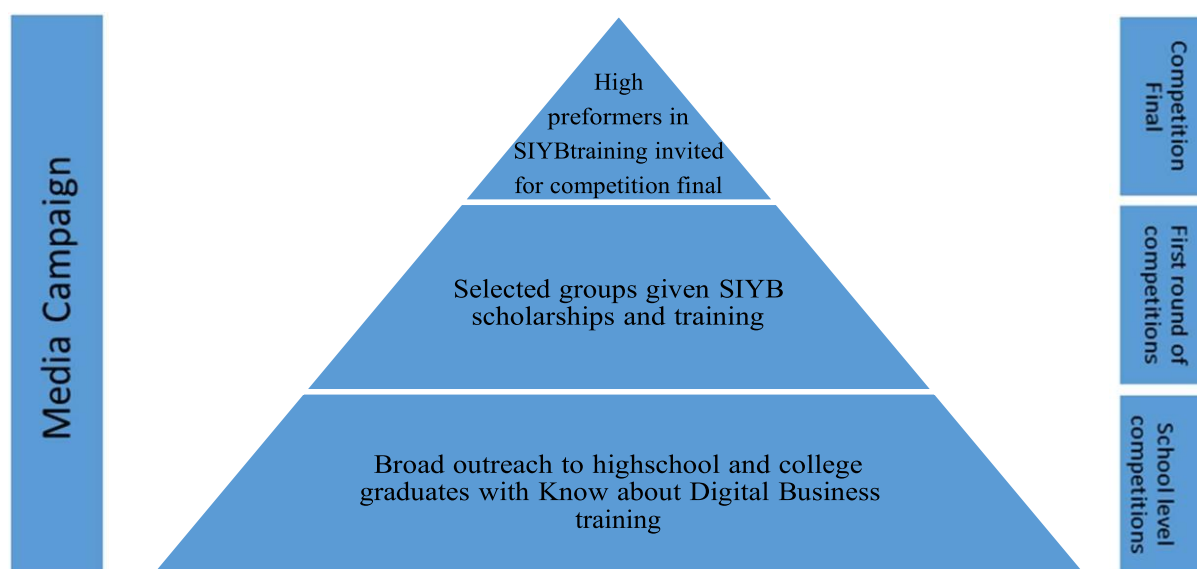 Media Campaign
High
preformers in
SIYBtraining invited
for competition final
Selected groups given SIYB
scholarships and training
Broad outreach to highschool and college
graduates with Know about Digital Business
training
Competition
Final
First round of
competitions
School level
competitions